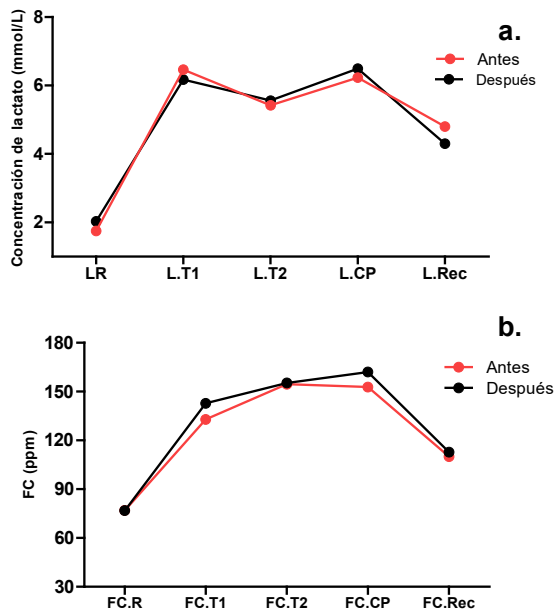 a.
Antes
Después
Concentración de lactato (mmol/L)
8
6
4
2
LR L.T1 L.T2 L.CP L.Rec
b.
Antes
Después
FC (ppm)
180
150
120
90
60
30
FC.R FC.T1 FC.T2 FC.CP FC.Rec